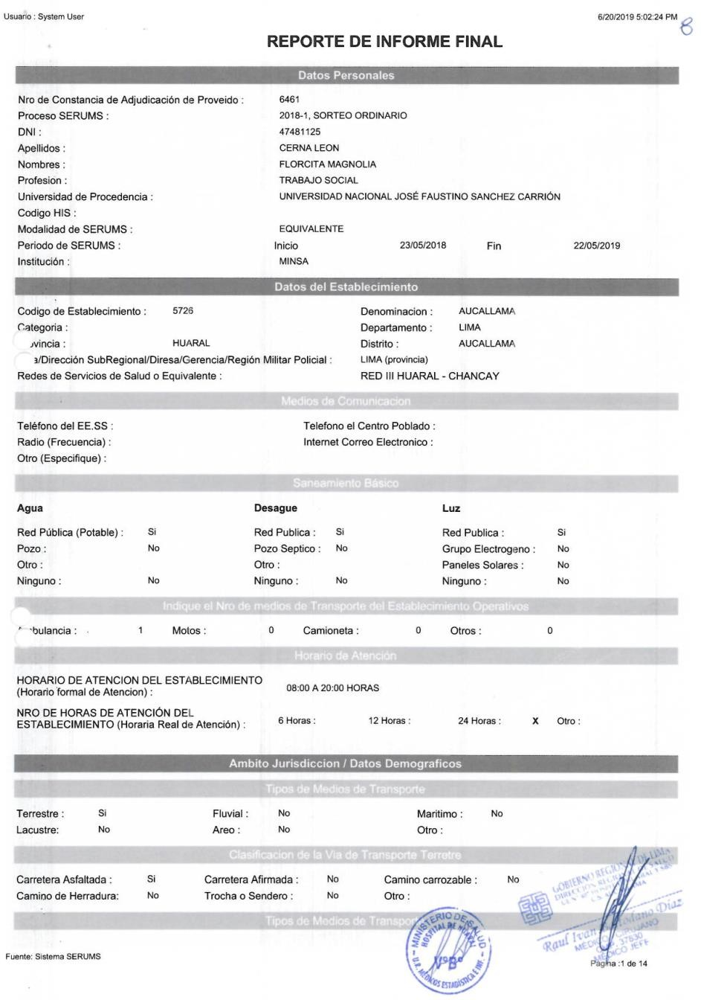 Usuario : System User 6/20/2019 5:02:24 PM
8
REPORTE DE INFORME FINAL
Datos Personales
Nro de Constancia de Adjudicación de Proveido : 6461
Proceso SERUMS : 2018-1, SORTEO ORDINARIO
DNI : 47481125
Apellidos : CERNA LEON
Nombres : FLORCITA MAGNOLIA
Profesion : TRABAJO SOCIAL
Universidad de Procedencia : UNIVERSIDAD NACIONAL JOSÉ FAUSTINO SANCHEZ CARRIÓN
Codigo HIS :
Modalidad de SERUMS : EQUIVALENTE
Periodo de SERUMS : Inicio 23/05/2018 Fin 22/05/2019
Institución : MINSA
Datos del Establecimiento
Codigo de Establecimiento : 5726 Denominacion : AUCALLAMA
Categoria : Departamento : LIMA
vincia : HUARAL Distrito : AUCALLAMA
a/Dirección SubRegional/Diresa/Gerencia/Región Militar Policial : LIMA (provincia)
Redes de Servicios de Salud o Equivalente : RED III HUARAL - CHANCAY
Medios de Comunicacion
Teléfono del EE.SS : Telefono el Centro Poblado :
Radio (Frecuencia) : Internet Correo Electronico :
Otro (Especifique) :
Saneamiento Básico
Agua Desague Luz
Red Pública (Potable) : Si Red Publica : Si Red Publica : Si
Pozo : No Pozo Septico : No Grupo Electrogeno : No
Otro : Otro : Paneles Solares : No
Ninguno : No Ninguno : No Ninguno : No
Indique el Nro de medios de Transporte del Establecimiento Operativos
bulancia : 1 Motos : 0 Camioneta : 0 Otros : 0
Horario de Atención
HORARIO DE ATENCION DEL ESTABLECIMIENTO
(Horario formal de Atencion) : 08:00 A 20:00 HORAS
NRO DE HORAS DE ATENCIÓN DEL
ESTABLECIMIENTO (Horaria Real de Atención) : 6 Horas : 12 Horas : 24 Horas : X Otro :
Ambito Jurisdiccion / Datos Demograficos
Tipos de Medios de Transporte
Terrestre : Si Fluvial : No Maritimo : No
Lacustre: No Areo : No Otro :
Clasificacion de la Via de Transporte Terretre
Carretera Asfaltada : Si Carretera Afirmada : No Camino carrozable : No
Camino de Herradura: No Trocha o Sendero : No Otro :
Tipos de Medios de Transpor
GOBIERNO REGIONAL DE LIMA
MINISTERIO DE SALUD
HOSPITAL DE HUARAL
VºBº
U.R. MÉDICOS ESTADÍSTICA E INF.
Raul Ivan Díaz
MÉDICO CIRUJANO
37630
MÉDICO JEFE
Fuente: Sistema SERUMS
Pagina :1 de 14